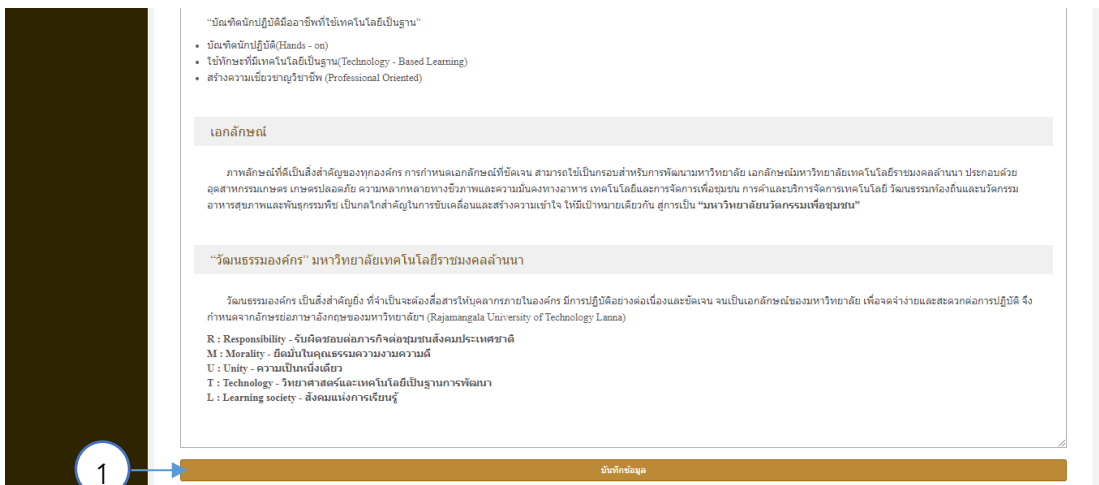 “บัณฑิตนักปฏิบัติมืออาชีพที่ใช้เทคโนโลยีเป็นฐาน”
• บัณฑิตนักปฏิบัติ(Hands - on)
• ใช้ทักษะที่มีเทคโนโลยีเป็นฐาน(Technology - Based Learning)
• สร้างความเชี่ยวชาญวิชาชีพ (Professional Oriented)
เอกลักษณ์
ภาพลักษณ์ที่ดีเป็นสิ่งสำคัญของทุกองค์กร การกำหนดเอกลักษณ์ที่ชัดเจน สามารถใช้เป็นกรอบสำหรับการพัฒนามหาวิทยาลัย เอกลักษณ์มหาวิทยาลัยเทคโนโลยีราชมงคลล้านนา ประกอบด้วย
อุตสาหกรรมเกษตร เกษตรปลอดภัย ความหลากหลายทางชีวภาพและความมั่นคงทางอาหาร เทคโนโลยีและการจัดการเพื่อชุมชน การค้าและบริการจัดการเทคโนโลยี วัฒนธรรมท้องถิ่นและนวัตกรรม
อาหารสุขภาพและพันธุกรรมพืช เป็นกลไกสำคัญในการขับเคลื่อนและสร้างความเข้าใจ ให้มีเป้าหมายเดียวกัน สู่การเป็น “มหาวิทยาลัยนวัตกรรมเพื่อชุมชน”
“วัฒนธรรมองค์กร” มหาวิทยาลัยเทคโนโลยีราชมงคลล้านนา
วัฒนธรรมองค์กร เป็นสิ่งสำคัญยิ่ง ที่จำเป็นจะต้องสื่อสารให้บุคลากรภายในองค์กร มีการปฏิบัติอย่างต่อเนื่องและชัดเจน จนเป็นเอกลักษณ์ของมหาวิทยาลัย เพื่อจดจำง่ายและสะดวกต่อการปฏิบัติ จึง
กำหนดจากอักษรย่อภาษาอังกฤษของมหาวิทยาลัยฯ (Rajamangala University of Technology Lanna)
R : Responsibility - รับผิดชอบต่อภารกิจต่อชุมชนสังคมประเทศชาติ
M : Morality - ยึดมั่นในคุณธรรมความงามความดี
U : Unity - ความเป็นหนึ่งเดียว
T : Technology - วิทยาศาสตร์และเทคโนโลยีเป็นฐานการพัฒนา
L : Learning society - สังคมแห่งการเรียนรู้
1
บันทึกข้อมูล